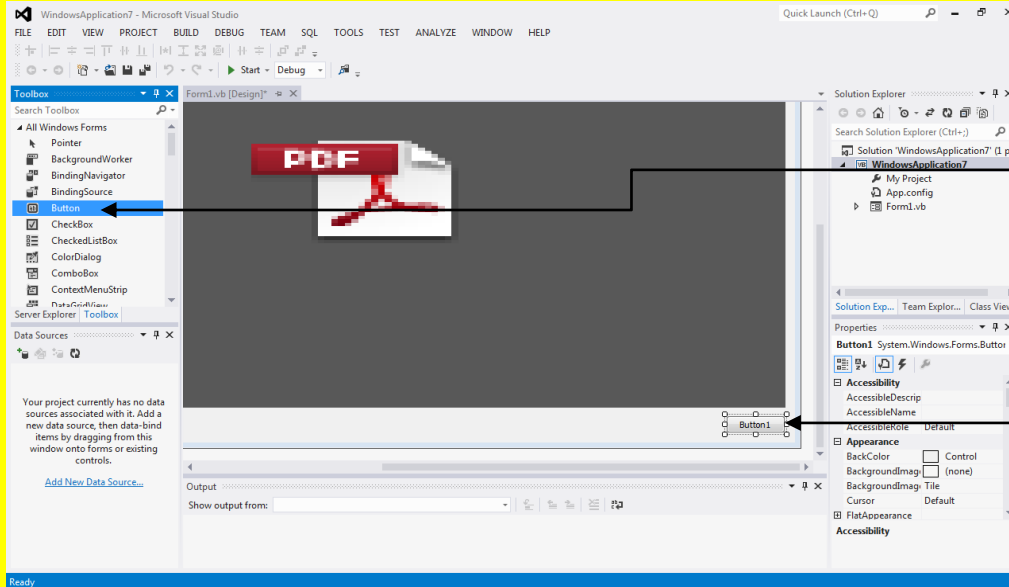 WindowsApplication7 - Microsoft Visual Studio
Quick Launch (Ctrl+Q)
FILE EDIT VIEW PROJECT BUILD DEBUG TEAM SQL TOOLS TEST ANALYZE WINDOW HELP
Start Debug
Toolbox
Search Toolbox
All Windows Forms
Pointer
BackgroundWorker
BindingNavigator
BindingSource
Button
CheckBox
CheckedListBox
ColorDialog
ComboBox
ContextMenuStrip
DataGridView
Server Explorer Toolbox
Data Sources
Your project currently has no data
sources associated with it. Add a
new data source, then data-bind
items by dragging from this
window onto forms or existing
controls.
Add New Data Source...
Form1.vb [Design]*
PDF
Button1
Output
Show output from:
Solution Explorer
Search Solution Explorer (Ctrl+;)
Solution 'WindowsApplication7' (1 p
VB WindowsApplication7
My Project
App.config
Form1.vb
Solution Exp... Team Explor... Class View
Properties
Button1 System.Windows.Forms.Button
Accessibility
AccessibleDescrip
AccessibleName
AccessibleRole Default
Appearance
BackColor Control
BackgroundImag (none)
BackgroundImag Tile
Cursor Default
FlatAppearance
Accessibility
Ready